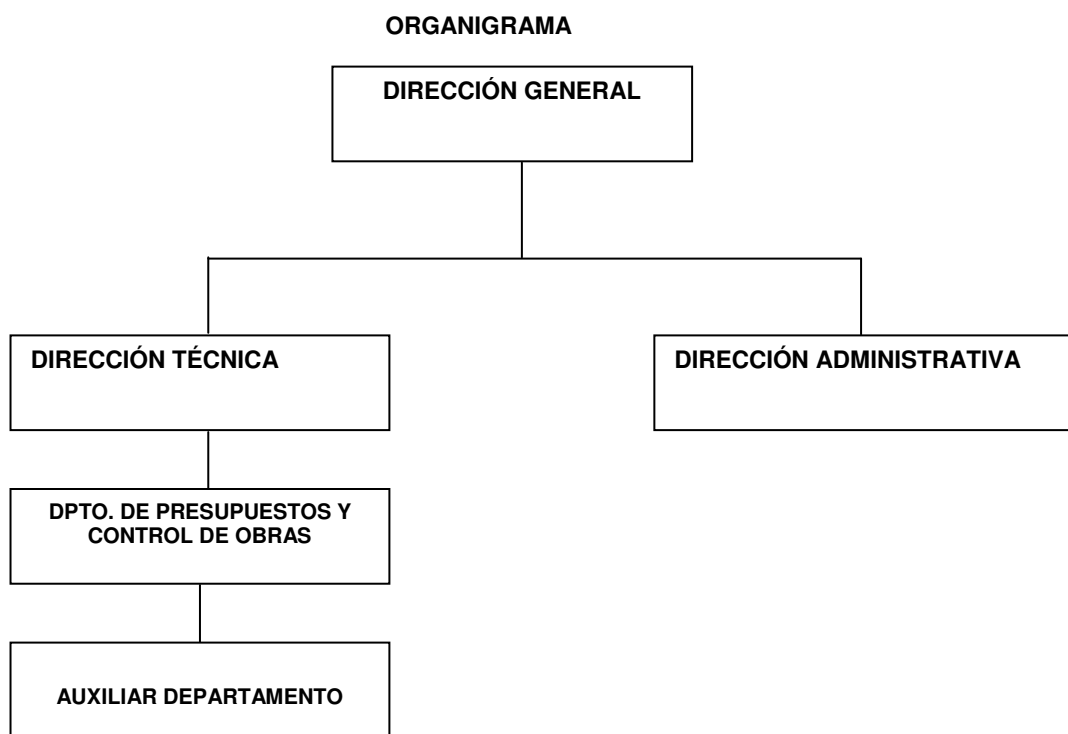 ORGANIGRAMA
DIRECCIÓN GENERAL
DIRECCIÓN TÉCNICA
DIRECCIÓN ADMINISTRATIVA
DPTO. DE PRESUPUESTOS Y
CONTROL DE OBRAS
AUXILIAR DEPARTAMENTO